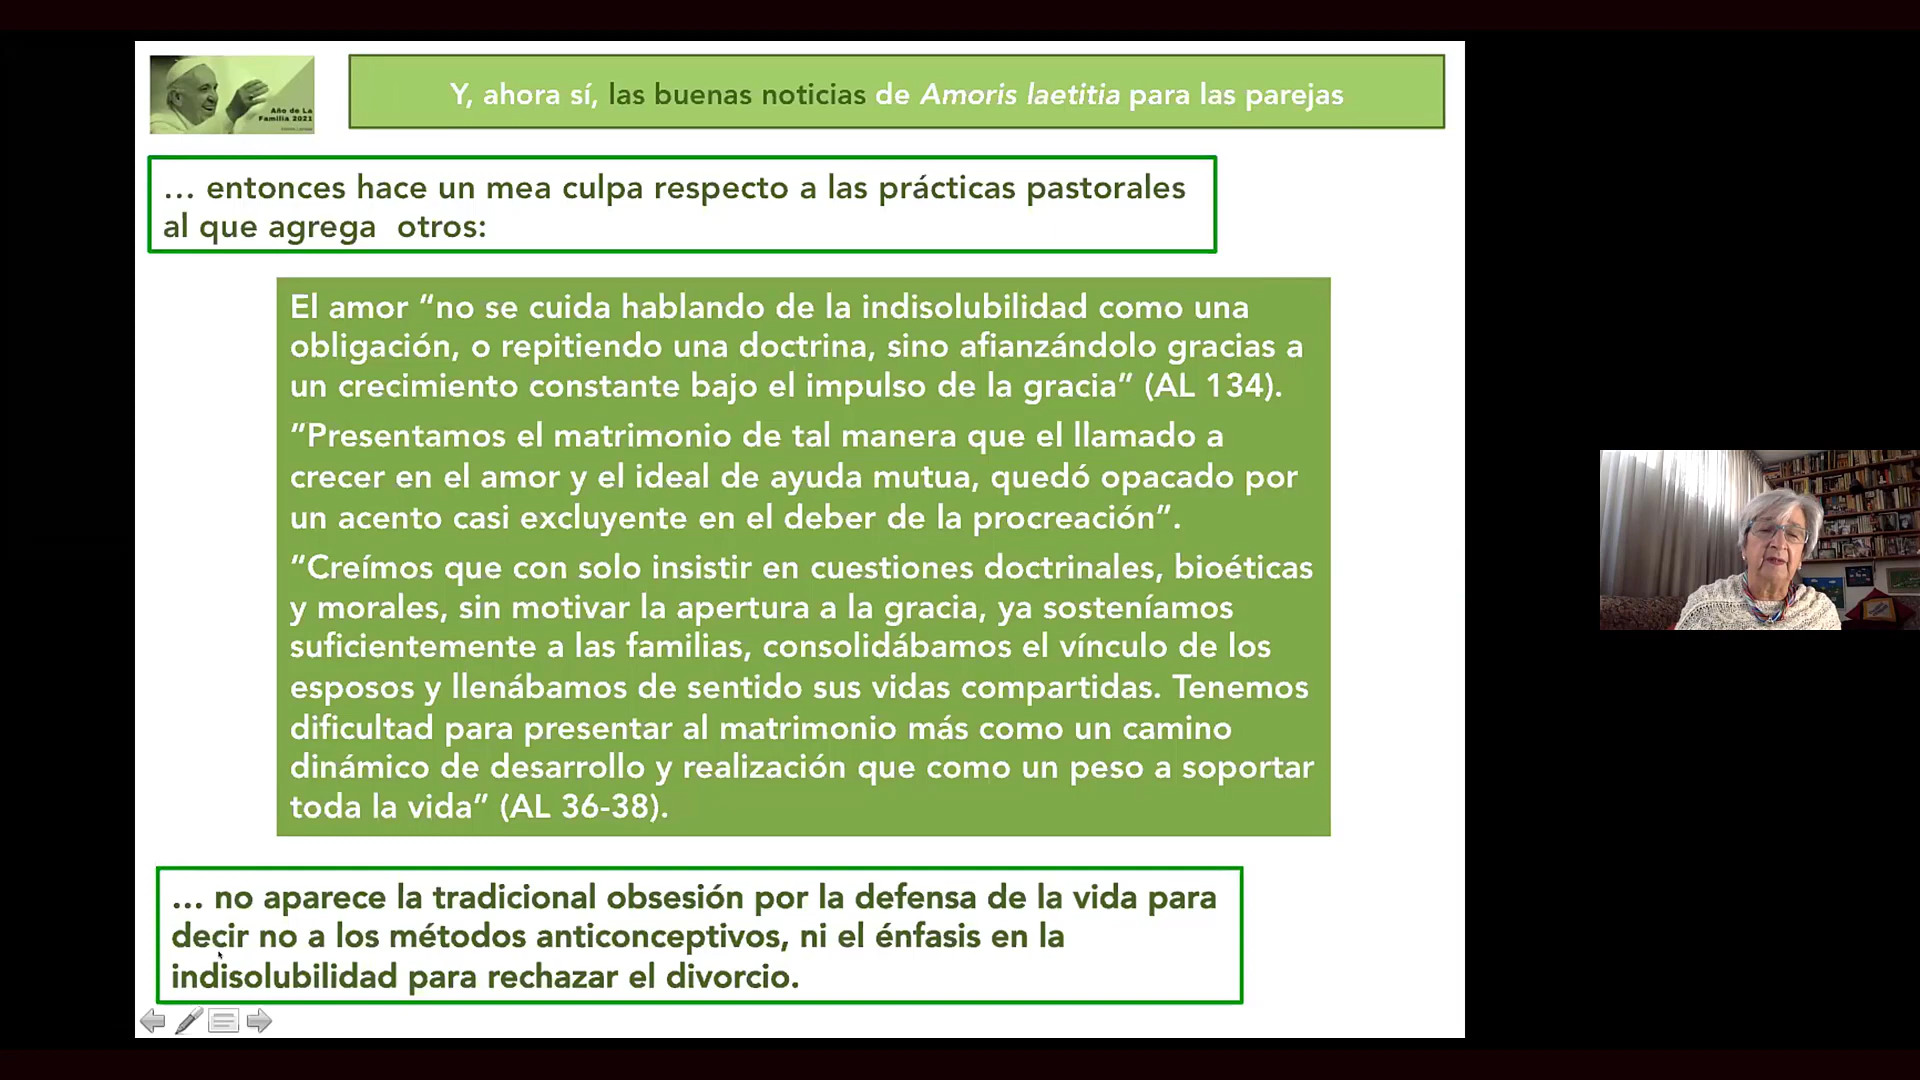 Año de La
Familia 2021
Y, ahora sí, las buenas noticias de Amoris laetitia para las parejas
… entonces hace un mea culpa respecto a las prácticas pastorales
al que agrega otros:
El amor “no se cuida hablando de la indisolubilidad como una
obligación, o repitiendo una doctrina, sino afianzándolo gracias a
un crecimiento constante bajo el impulso de la gracia” (AL 134).
”Presentamos el matrimonio de tal manera que el llamado a
crecer en el amor y el ideal de ayuda mutua, quedó opacado por
un acento casi excluyente en el deber de la procreación”.
“Creímos que con solo insistir en cuestiones doctrinales, bioéticas
y morales, sin motivar la apertura a la gracia, ya sosteníamos
suficientemente a las familias, consolidábamos el vínculo de los
esposos y llenábamos de sentido sus vidas compartidas. Tenemos
dificultad para presentar al matrimonio más como un camino
dinámico de desarrollo y realización que como un peso a soportar
toda la vida” (AL 36-38).
… no aparece la tradicional obsesión por la defensa de la vida para
decir no a los métodos anticonceptivos, ni el énfasis en la
indisolubilidad para rechazar el divorcio.